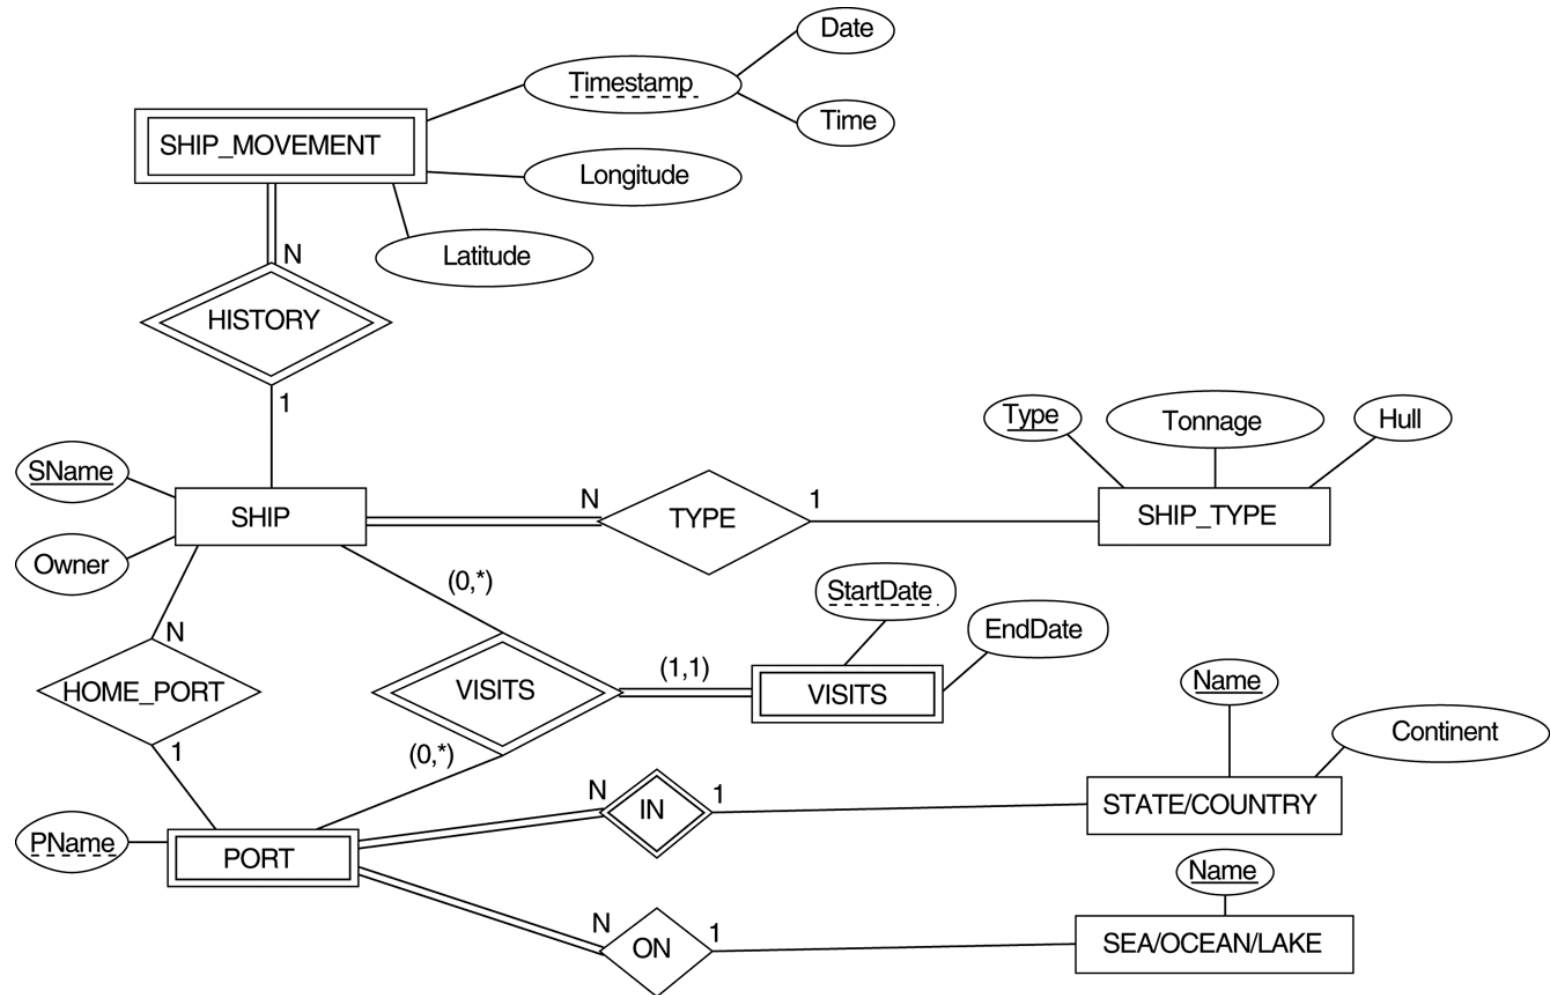 Date
Timestamp
Time
SHIP_MOVEMENT
Longitude
Latitude
N
HISTORY
1
SName
Owner
SHIP
N
TYPE
1
Type
Tonnage
Hull
SHIP_TYPE
(0,*)
StartDate
EndDate
N
HOME_PORT
1
VISITS
(1,1)
VISITS
(0,*)
Name
Continent
N
IN
1
STATE/COUNTRY
PName
PORT
Name
N
ON
1
SEA/OCEAN/LAKE